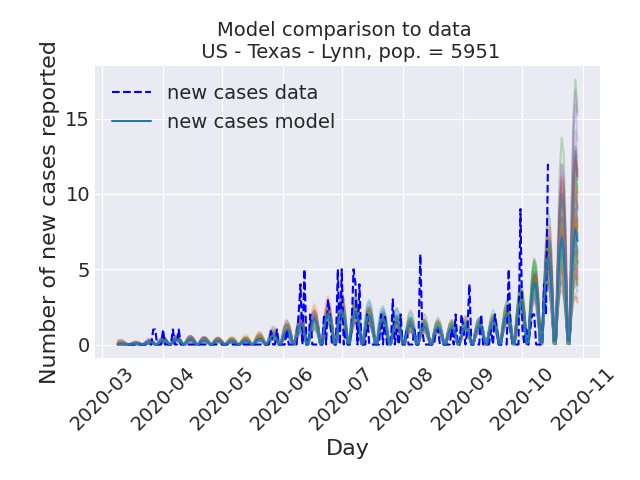 Model comparison to data
US - Texas - Lynn, pop. = 5951
new cases data
new cases model
Number of new cases reported
15
10
5
0
2020-03
2020-04
2020-05
2020-06
2020-07
2020-08
2020-09
2020-10
2020-11
Day